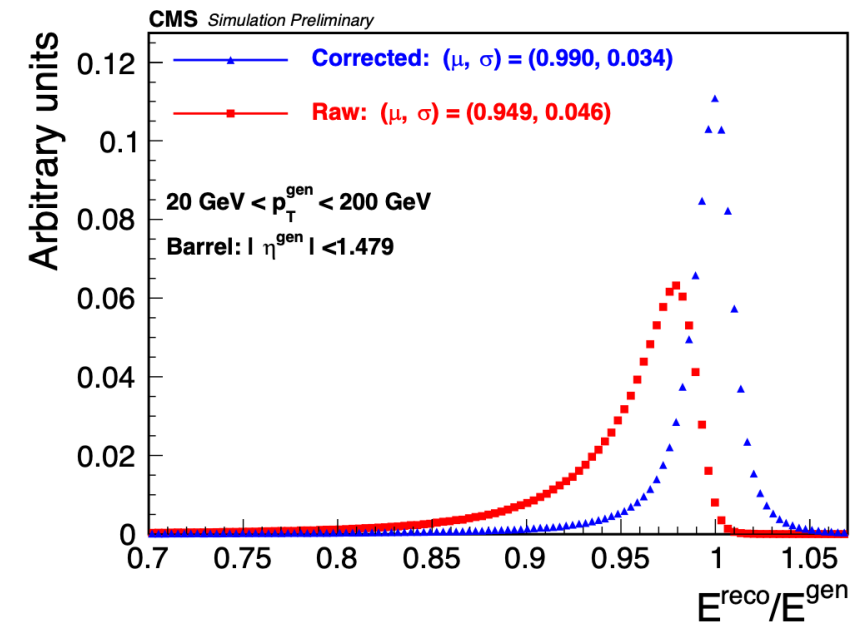 CMS Simulation Preliminary
Corrected: (μ, σ) = (0.990, 0.034)
Raw: (μ, σ) = (0.949, 0.046)
20 GeV < p_T^gen < 200 GeV
Barrel: | η^gen | <1.479
Arbitrary units
0.12
0.1
0.08
0.06
0.04
0.02
0
0.7 0.75 0.8 0.85 0.9 0.95 1 1.05
E^reco/E^gen